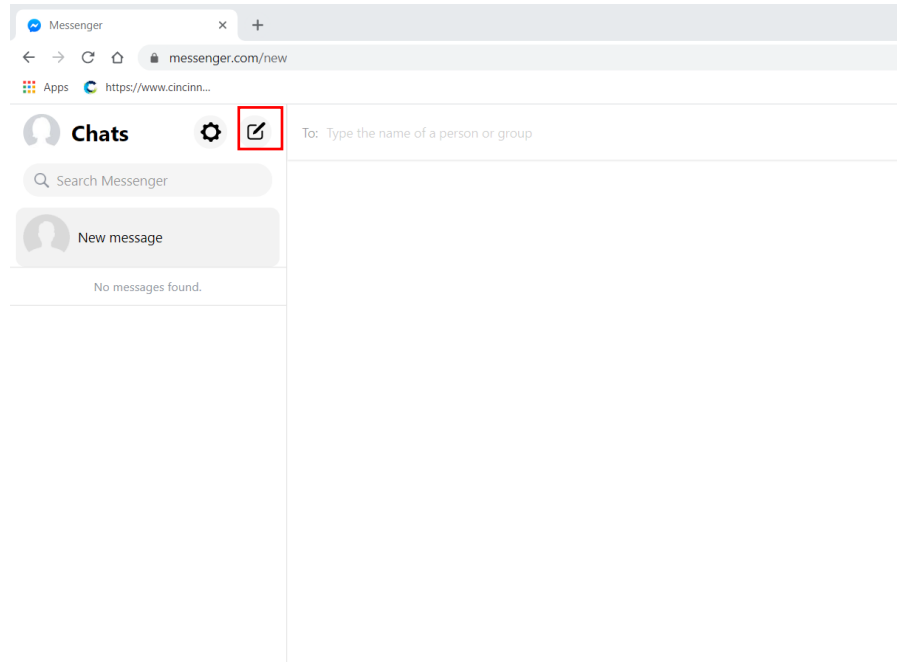 Messenger
messenger.com/new
Apps https://www.cincinn...
Chats
To: Type the name of a person or group
Search Messenger
New message
No messages found.